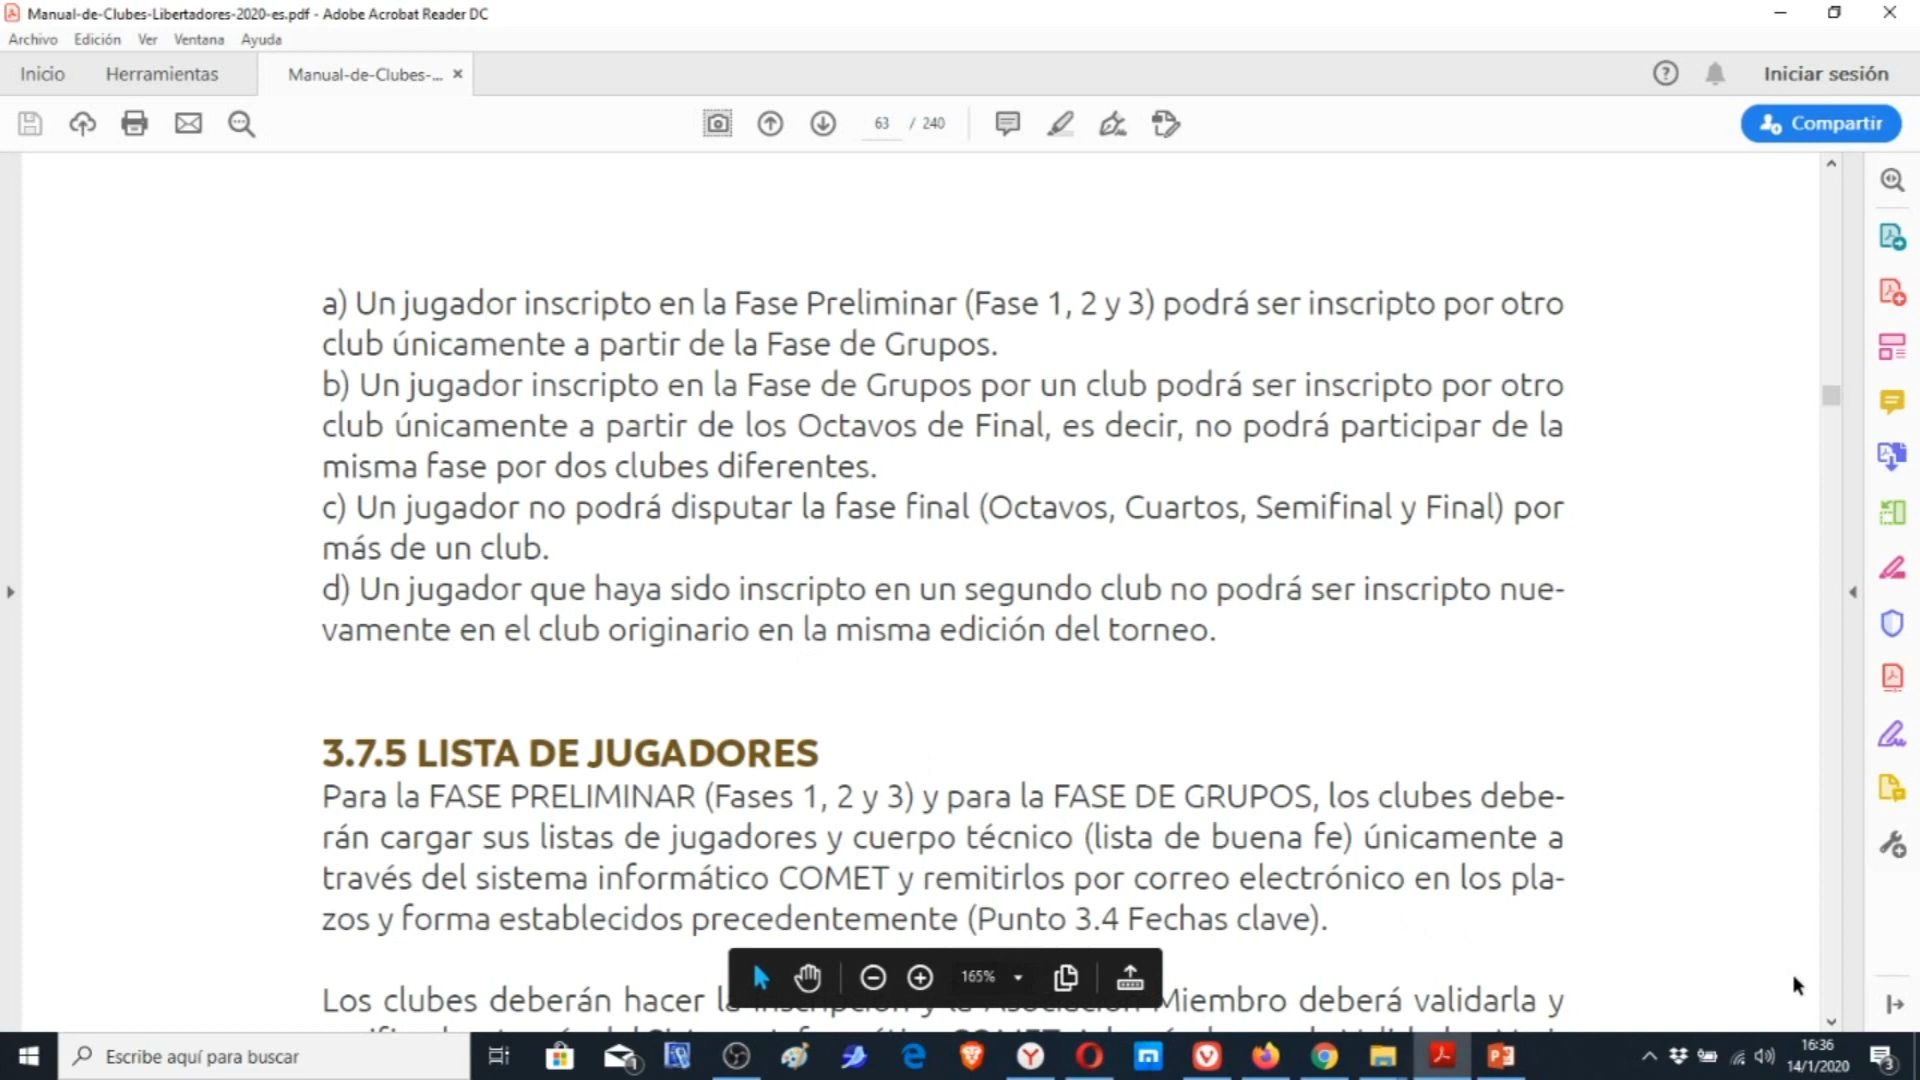 Manual-de-Clubes-Libertadores-2020-es.pdf - Adobe Acrobat Reader DC
Archivo Edición Ver Ventana Ayuda
Inicio Herramientas Manual-de-Clubes-... × Iniciar sesión
63 / 240 Compartir
a) Un jugador inscripto en la Fase Preliminar (Fase 1, 2 y 3) podrá ser inscripto por otro
club únicamente a partir de la Fase de Grupos.
b) Un jugador inscripto en la Fase de Grupos por un club podrá ser inscripto por otro
club únicamente a partir de los Octavos de Final, es decir, no podrá participar de la
misma fase por dos clubes diferentes.
c) Un jugador no podrá disputar la fase final (Octavos, Cuartos, Semifinal y Final) por
más de un club.
d) Un jugador que haya sido inscripto en un segundo club no podrá ser inscripto nue-
vamente en el club originario en la misma edición del torneo.
3.7.5 LISTA DE JUGADORES
Para la FASE PRELIMINAR (Fases 1, 2 y 3) y para la FASE DE GRUPOS, los clubes debe-
rán cargar sus listas de jugadores y cuerpo técnico (lista de buena fe) únicamente a
través del sistema informático COMET y remitirlos por correo electrónico en los pla-
zos y forma establecidos precedentemente (Punto 3.4 Fechas clave).
165%
Los clubes deberán hacer la inscripción y la Asociación Miembro deberá validarla y
Escribe aquí para buscar
16:36
14/1/2020
3